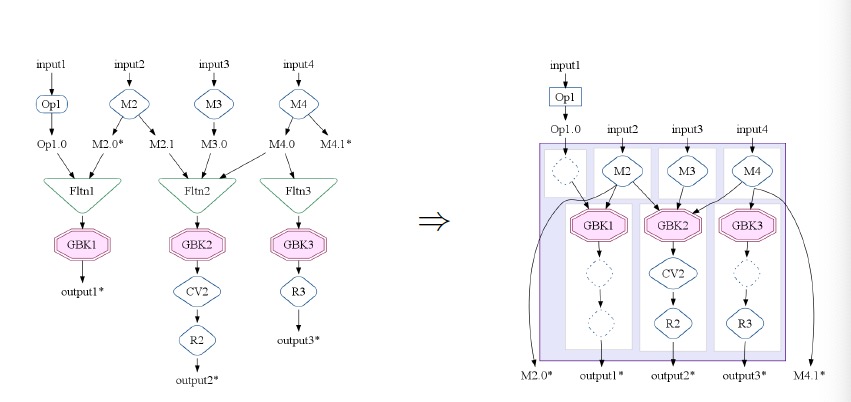 input1 input2 input3 input4
Op1 M2 M3 M4
Op1.0 M2.0* M2.1 M3.0 M4.0 M4.1*
Fltn1 Fltn2 Fltn3
GBK1 GBK2 GBK3
output1* CV2 R3
R2 output3*
output2*
⇒
input1
Op1
Op1.0 input2 input3 input4
M2 M3 M4
GBK1 GBK2 GBK3
CV2
R2 R3
M2.0* output1* output2* output3* M4.1*